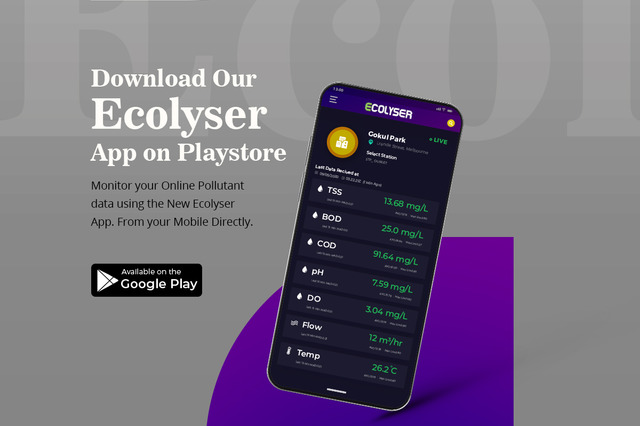 Download Our
Ecolyser
App on Playstore
Monitor your Online Pollutant
data using the New Ecolyser
App. From your Mobile Directly.
Available on the
Google Play
ECOLYSER
Gokul Park
LIVE
Select Station
Last Data Recived at
TSS
13.68 mg/L
BOD
25.0 mg/L
COD
91.64 mg/L
pH
7.59 mg/L
DO
3.04 mg/L
Flow
12 m³/hr
Temp
26.2°C